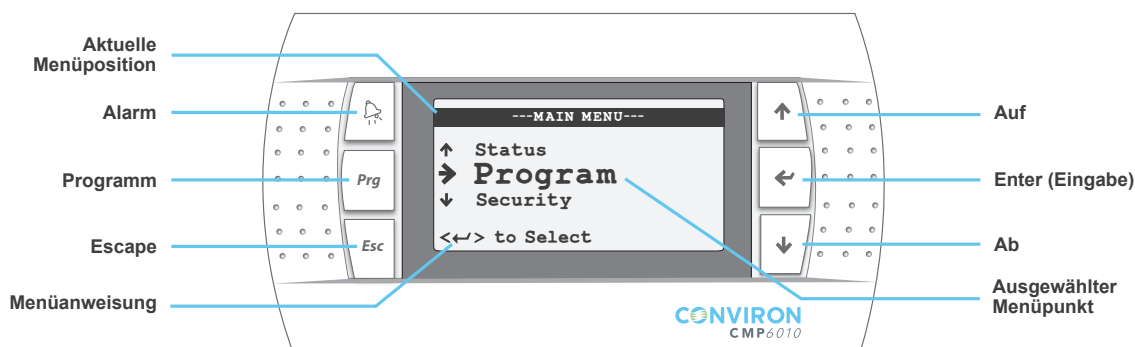 Aktuelle
Menüposition
Alarm
Programm
Escape
Menüanweisung
Prg
Esc
---MAIN MENU---
↑ Status
➔ Program
↓ Security
<↵> to Select
CONVIRON
CMP6010
Auf
Enter (Eingabe)
Ab
Ausgewählter
Menüpunkt